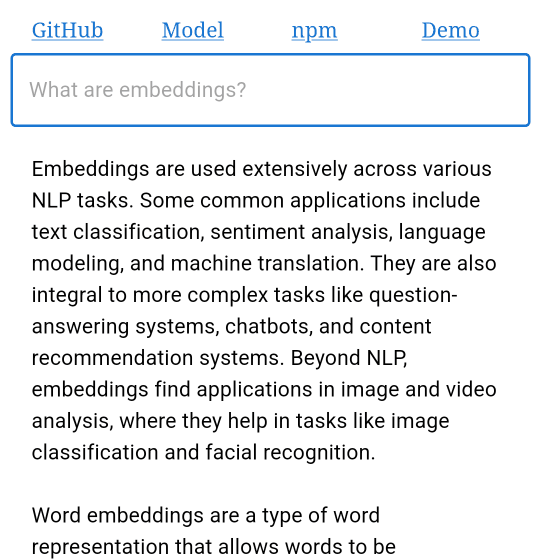 GitHub Model npm Demo
What are embeddings?
Embeddings are used extensively across various
NLP tasks. Some common applications include
text classification, sentiment analysis, language
modeling, and machine translation. They are also
integral to more complex tasks like question-
answering systems, chatbots, and content
recommendation systems. Beyond NLP,
embeddings find applications in image and video
analysis, where they help in tasks like image
classification and facial recognition.
Word embeddings are a type of word
representation that allows words to be